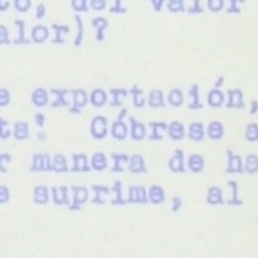 to, del valor
alor)?
e exportación,
ta! Cóbrese a
r manera de ha
e suprime, al